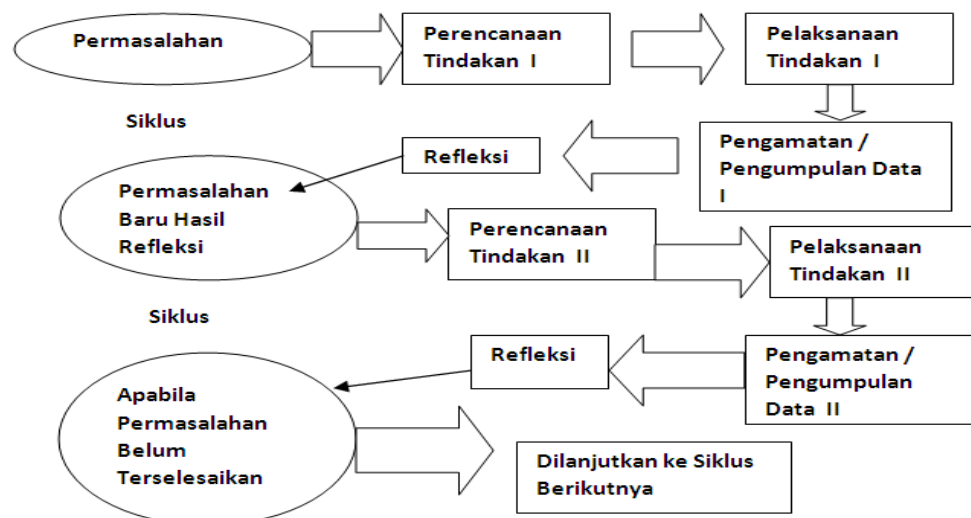 Permasalahan
Perencanaan
Tindakan I
Pelaksanaan
Tindakan I
Siklus
Refleksi
Pengamatan /
Pengumpulan Data
I
Permasalahan
Baru Hasil
Refleksi
Perencanaan
Tindakan II
Pelaksanaan
Tindakan II
Siklus
Refleksi
Pengamatan /
Pengumpulan
Data II
Apabila
Permasalahan
Belum
Terselesaikan
Dilanjutkan ke Siklus
Berikutnya